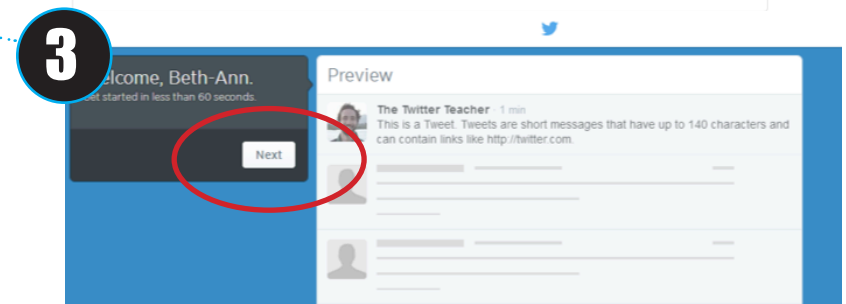 3
elcome, Beth-Ann.
et started in less than 60 seconds.
Next
Preview
The Twitter Teacher · 1 min
This is a Tweet. Tweets are short messages that have up to 140 characters and
can contain links like http://twitter.com.